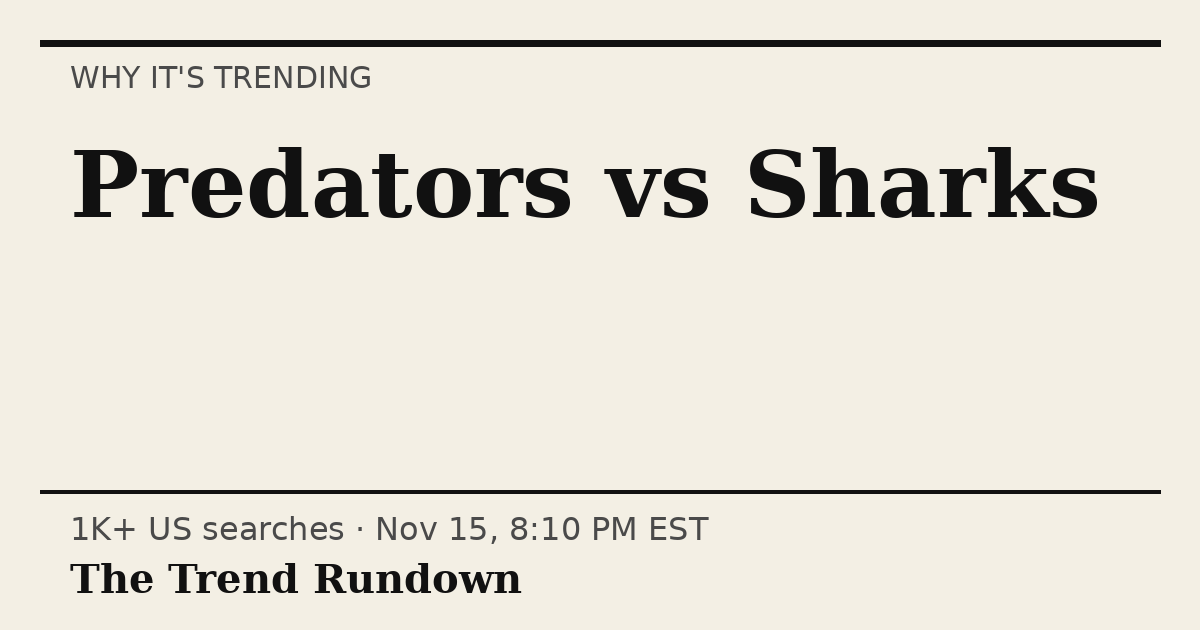 WHY IT'S TRENDING
Predators vs Sharks
1K+ US searches · Nov 15, 8:10 PM EST
The Trend Rundown